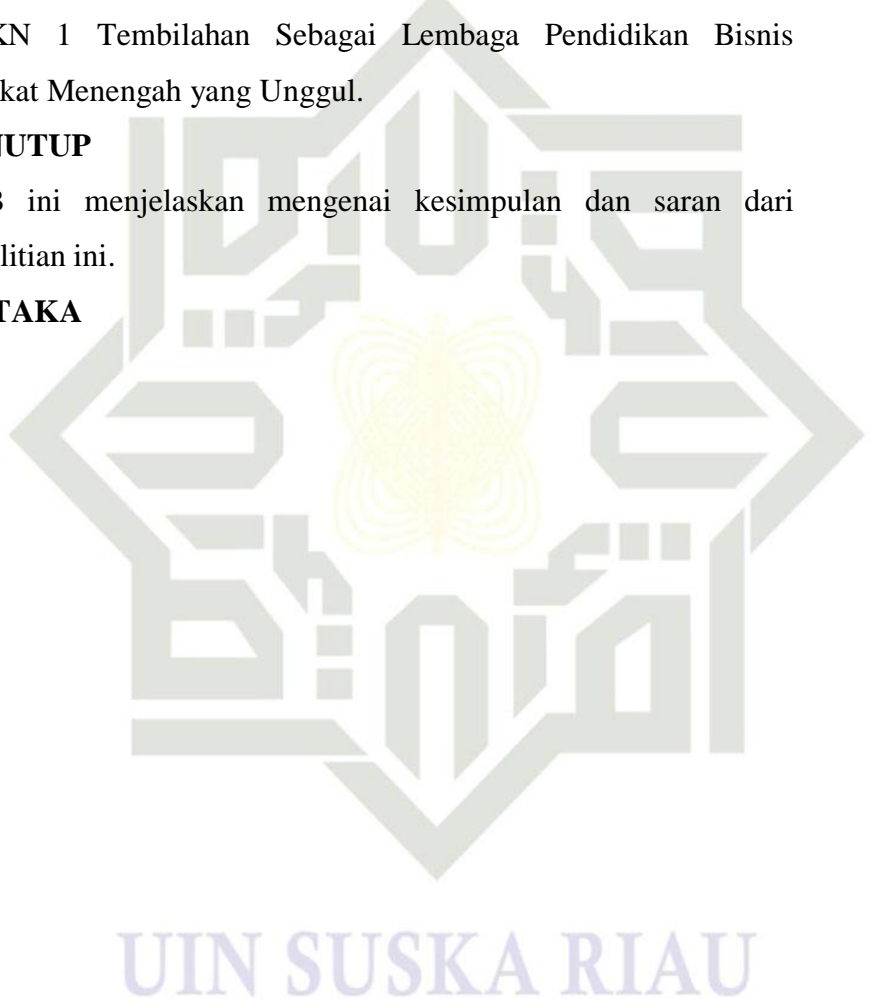 KN 1 Tembilahan Sebagai Lembaga Pendidikan Bisnis
kat Menengah yang Unggul.
NUTUP
ini menjelaskan mengenai kesimpulan dan saran dari
litian ini.
TAKA
UIN SUSKA RIAU